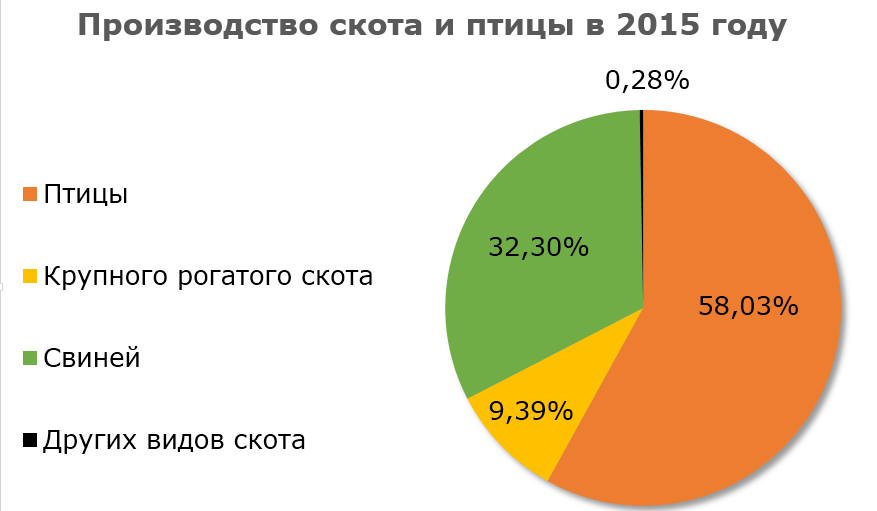 Производство скота и птицы в 2015 году
0,28%
Птицы
32,30%
Крупного рогатого скота
58,03%
Свиней
9,39%
Других видов скота